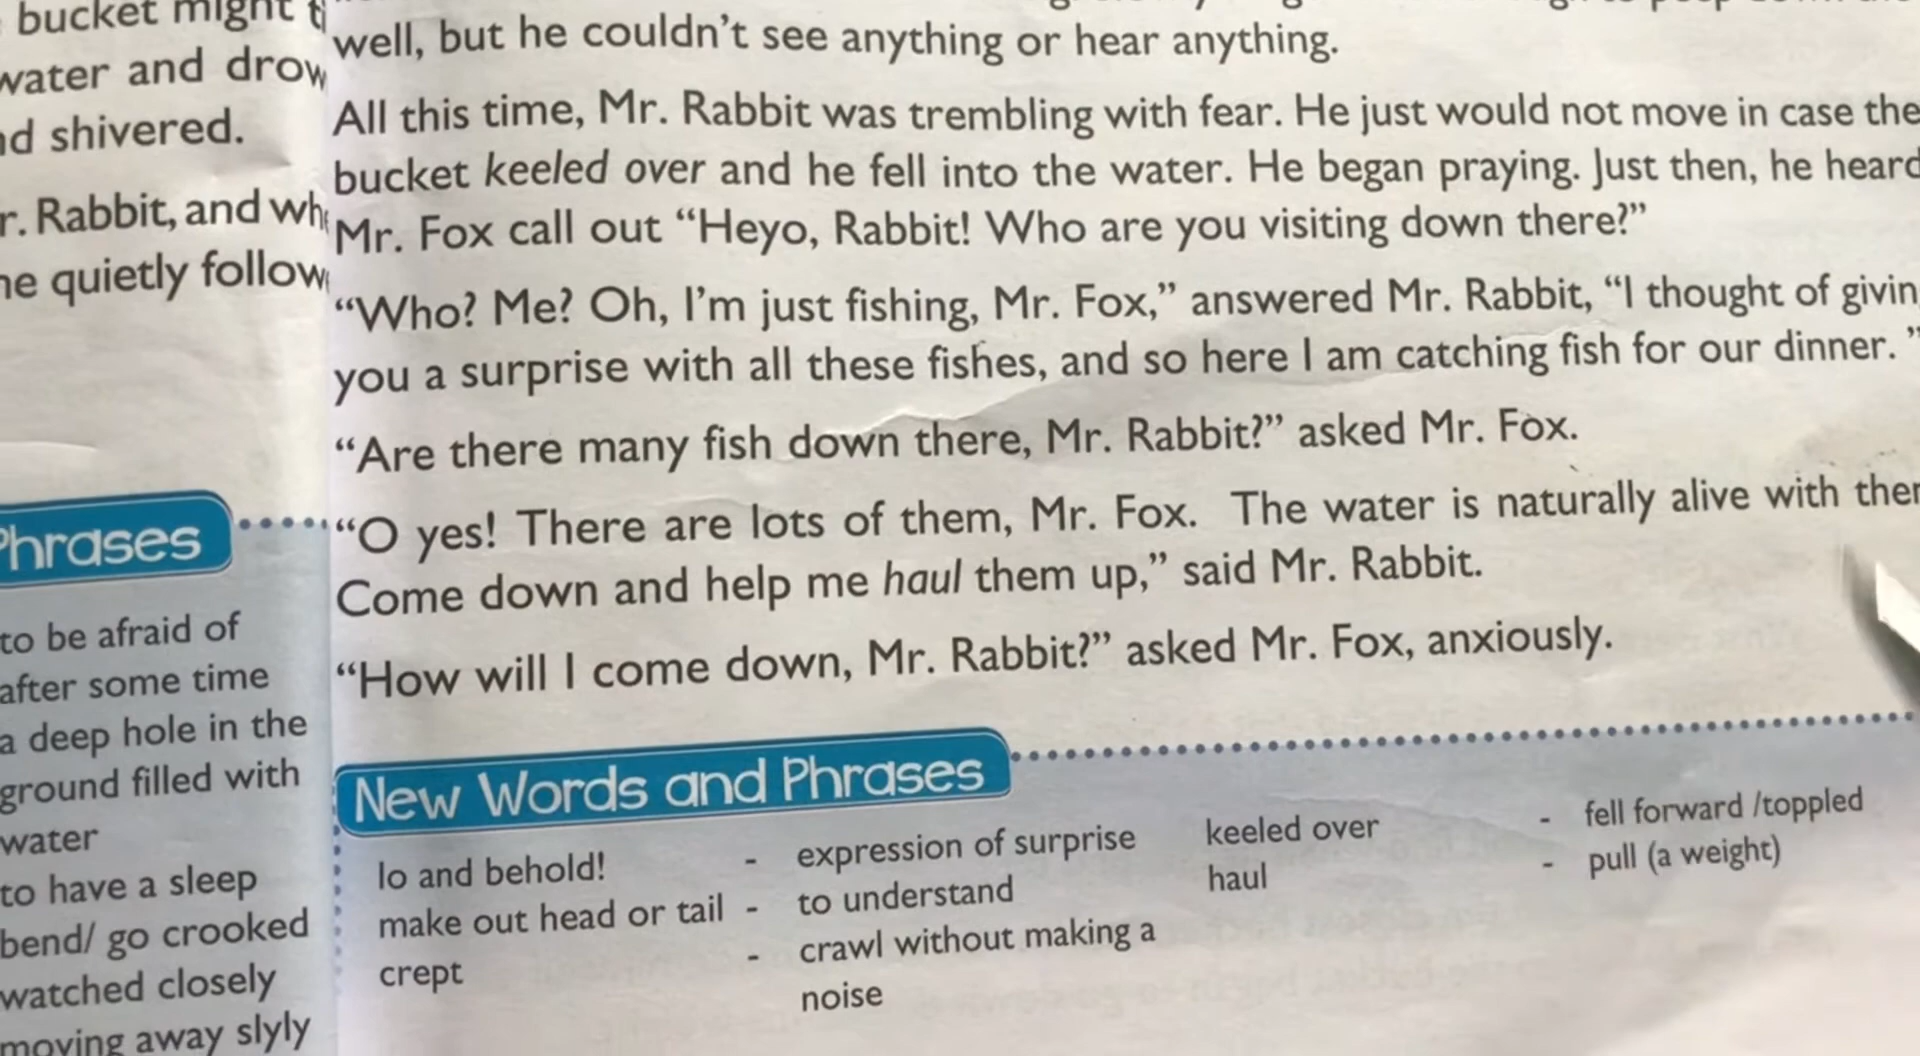 bucket might
water and
shivered.
Rabbit, and
quietly
Phrases
to be afraid of
after some time
a deep hole in the
ground filled with
water
to have a sleep
bend/ go crooked
watched closely
moving away slyly
well, but he couldn't see anything or hear anything.
All this time, Mr. Rabbit was trembling with fear. He just would not move in case the
bucket keeled over and he fell into the water. He began praying. Just then, he heard
Mr. Fox call out “Heyo, Rabbit! Who are you visiting down there?”
“Who? Me? Oh, I'm just fishing, Mr. Fox,” answered Mr. Rabbit, “I thought of
you a surprise with all these fishes, and so here I am catching fish for our dinner. ”
“Are there many fish down there, Mr. Rabbit?” asked Mr. Fox.
“O yes! There are lots of them, Mr. Fox. The water is naturally alive with
Come down and help me haul them up,” said Mr. Rabbit.
“How will I come down, Mr. Rabbit?” asked Mr. Fox, anxiously.
New Words and Phrases
lo and behold! - expression of surprise
make out head or tail - to understand
crept - crawl without making a
noise
keeled over - fell forward /toppled
haul - pull (a weight)